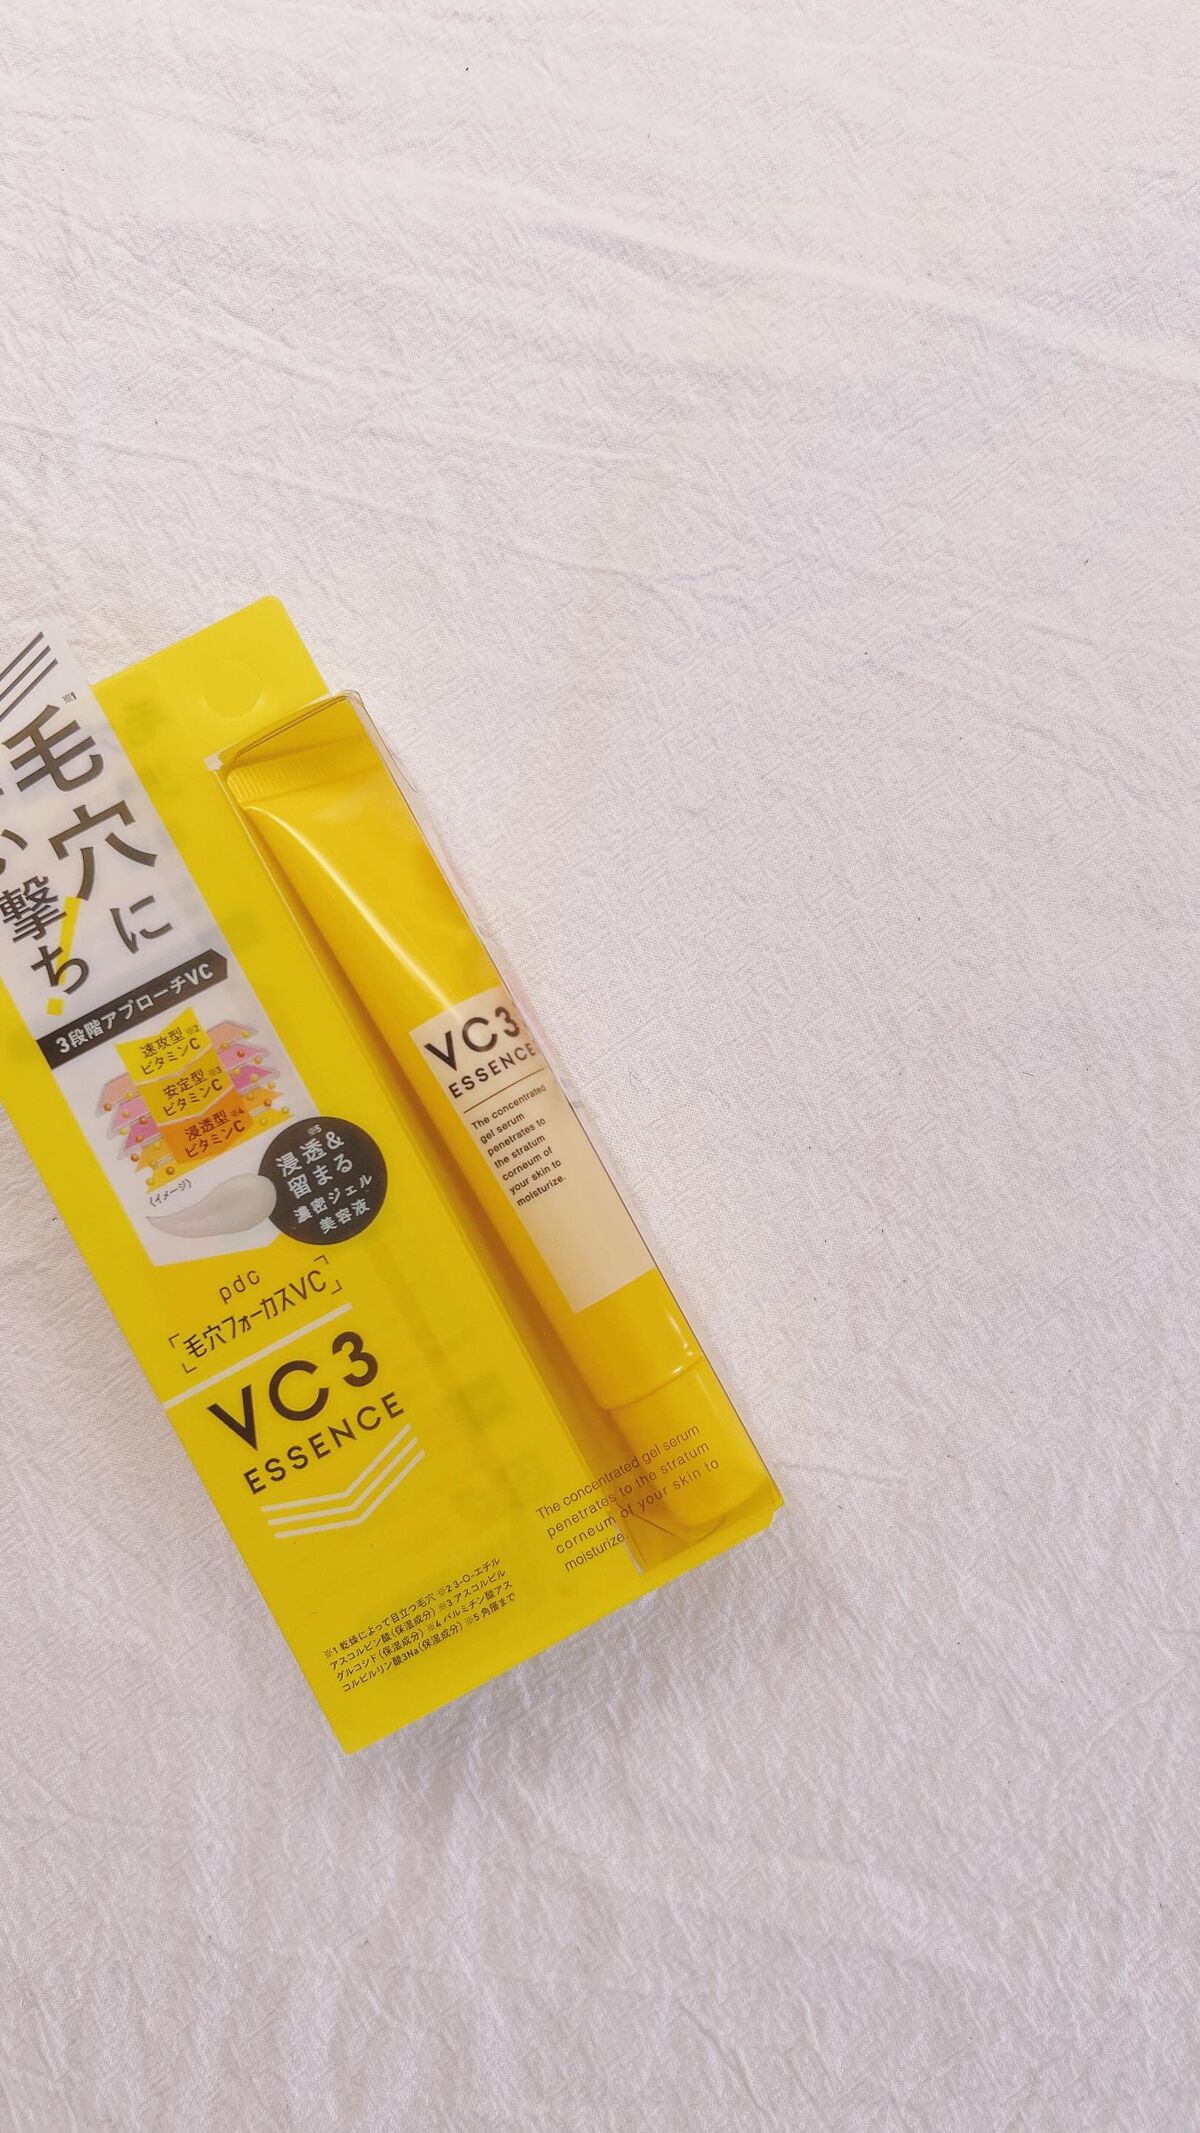 ※1
毛穴に
撃ち!
3段階アプローチVC
速攻型※2
ビタミンC
安定型※3
ビタミンC
浸透型※4
ビタミンC
(イメージ)
※5
浸透&
留まる
濃密ジェル
美容液
pdc
「毛穴フォーカスVC」
VC3
ESSENCE
※1 乾燥によって目立つ毛穴 ※2 3-O-エチル
アスコルビン酸(保湿成分) ※3 アスコルビル
グルコシド(保湿成分) ※4 パルミチン酸アス
コルビルリン酸3Na(保湿成分) ※5 角層まで
VC3
ESSENCE
The concentrated
gel serum
penetrates to
the stratum
corneum of
your skin to
moisturize.
The concentrated gel serum
penetrates to the stratum
corneum of your skin to
moisturize.